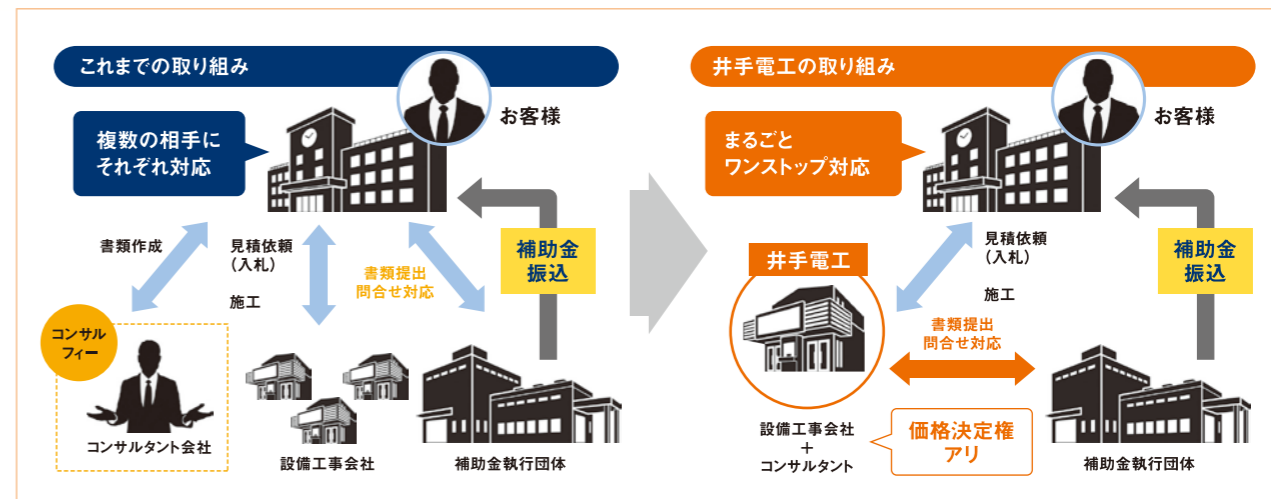 これまでの取り組み
お客様
複数の相手に
それぞれ対応
書類作成
見積依頼
（入札）
施工
書類提出
問合せ対応
補助金
振込
コンサル
フィー
コンサルタント会社
設備工事会社
補助金執行団体
井手電工の取り組み
お客様
まるごと
ワンストップ対応
井手電工
見積依頼
（入札）
施工
書類提出
問合せ対応
補助金
振込
設備工事会社
＋
コンサルタント
価格決定権
アリ
補助金執行団体